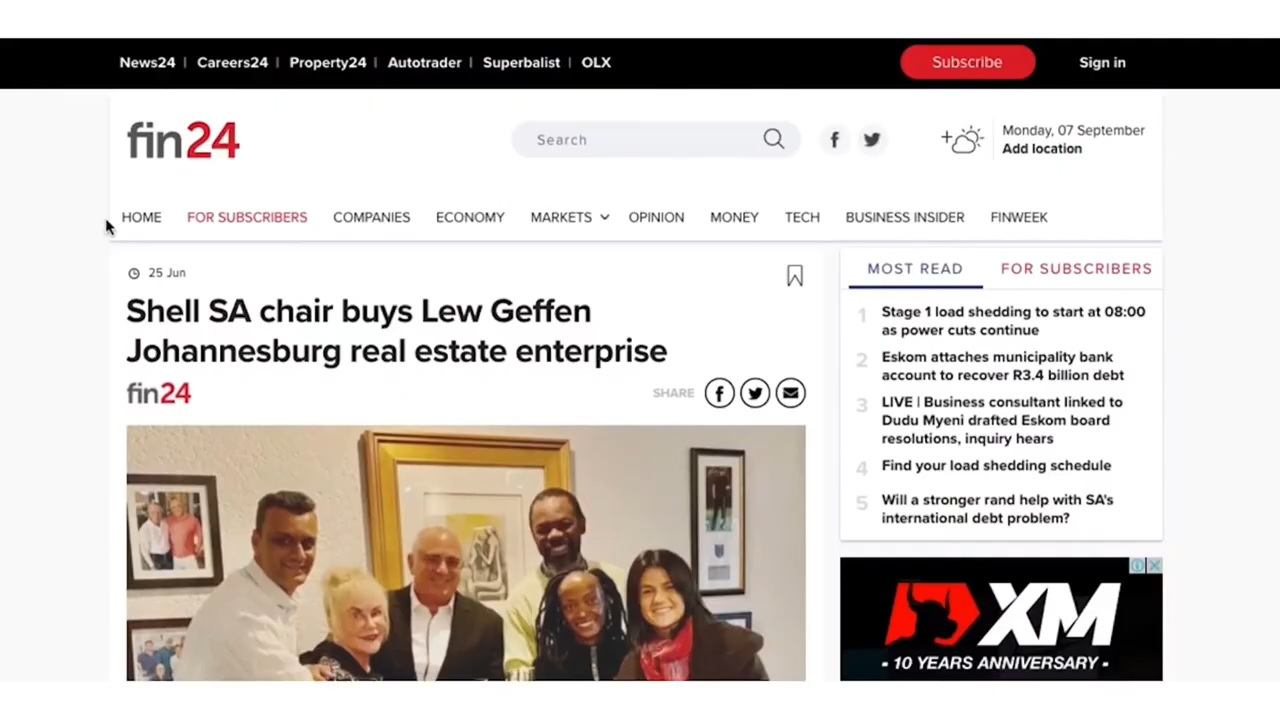 News24 | Careers24 | Property24 | Autotrader | Superbalist | OLX
Subscribe
Sign in
fin24
Search
Monday, 07 September
Add location
HOME
FOR SUBSCRIBERS
COMPANIES
ECONOMY
MARKETS
OPINION
MONEY
TECH
BUSINESS INSIDER
FINWEEK
25 Jun
Shell SA chair buys Lew Geffen
Johannesburg real estate enterprise
fin24
SHARE
MOST READ
FOR SUBSCRIBERS
1 Stage 1 load shedding to start at 08:00
as power cuts continue
2 Eskom attaches municipality bank
account to recover R3.4 billion debt
3 LIVE | Business consultant linked to
Dudu Myeni drafted Eskom board
resolutions, inquiry hears
4 Find your load shedding schedule
5 Will a stronger rand help with SA's
international debt problem?
XM
- 10 YEARS ANNIVERSARY -